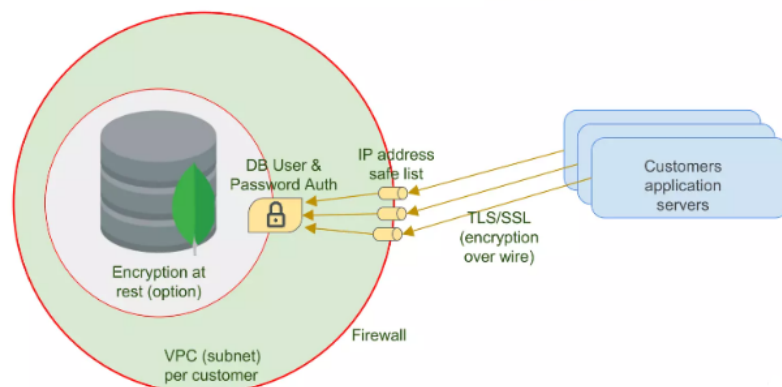 DB User &
Password Auth
IP address
safe list
Customers
application
servers
TLS/SSL
(encryption
over wire)
Encryption at
rest (option)
Firewall
VPC (subnet)
per customer